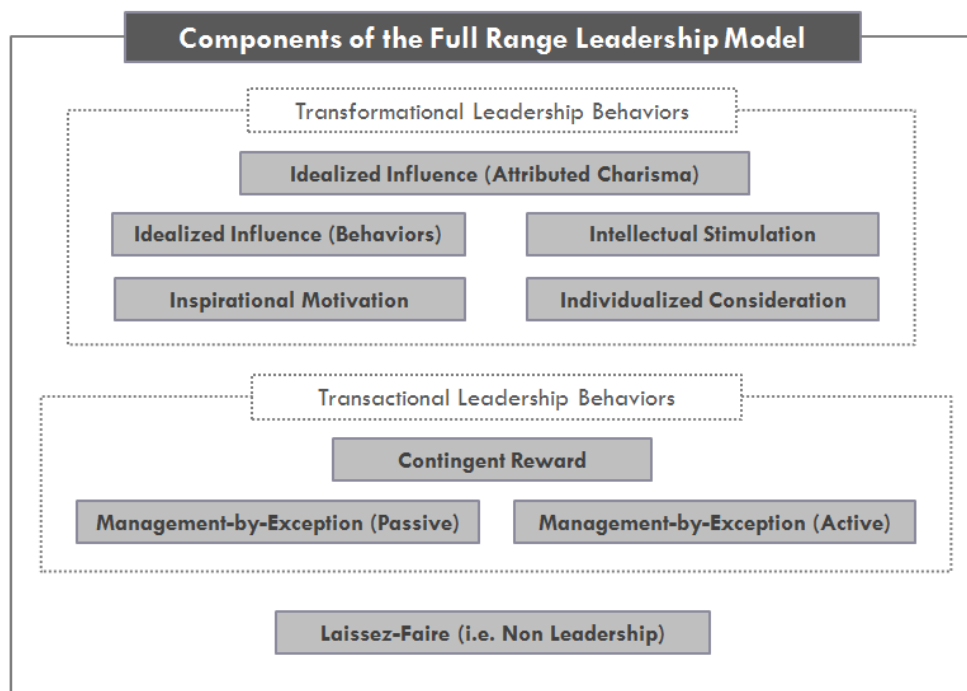 Components of the Full Range Leadership Model
Transformational Leadership Behaviors
Idealized Influence (Attributed Charisma)
Idealized Influence (Behaviors)
Intellectual Stimulation
Inspirational Motivation
Individualized Consideration
Transactional Leadership Behaviors
Contingent Reward
Management-by-Exception (Passive)
Management-by-Exception (Active)
Laissez-Faire (i.e. Non Leadership)